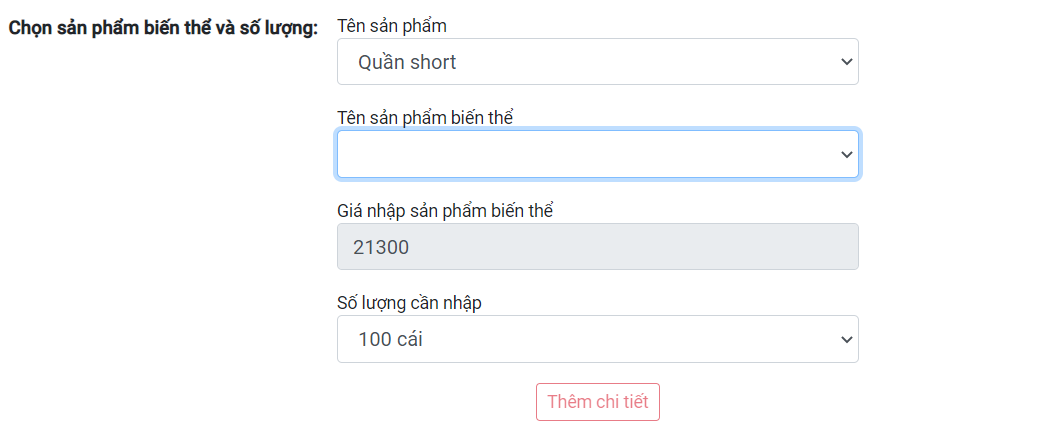 Chọn sản phẩm biến thể và số lượng:
Tên sản phẩm
Quần short
Tên sản phẩm biến thể
Giá nhập sản phẩm biến thể
21300
Số lượng cần nhập
100 cái
Thêm chi tiết